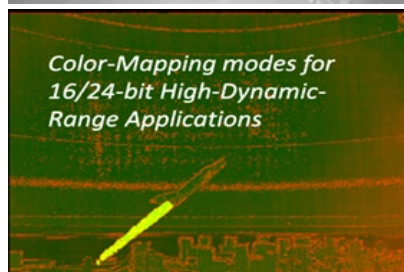 Color-Mapping modes for
16/24-bit High-Dynamic-
Range Applications